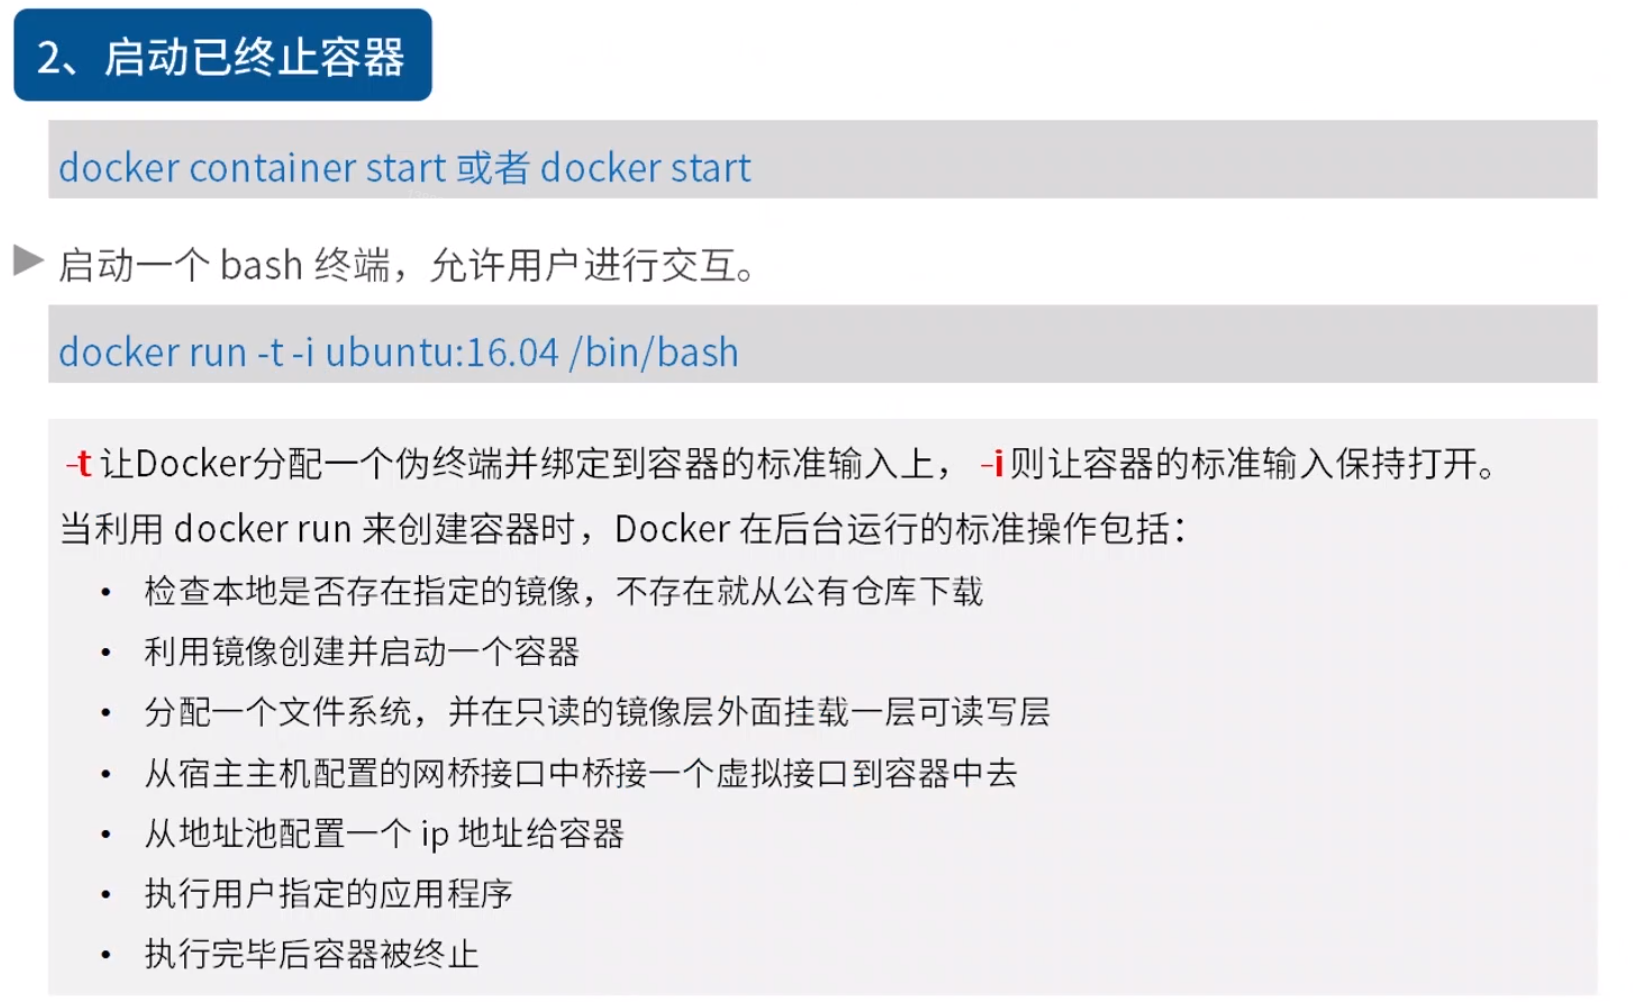 2、启动已终止容器
docker container start 或者 docker start
启动一个 bash 终端，允许用户进行交互。
docker run -t -i ubuntu:16.04 /bin/bash
-t 让Docker分配一个伪终端并绑定到容器的标准输入上， -i 则让容器的标准输入保持打开。
当利用 docker run 来创建容器时，Docker 在后台运行的标准操作包括：
• 检查本地是否存在指定的镜像，不存在就从公有仓库下载
• 利用镜像创建并启动一个容器
• 分配一个文件系统，并在只读的镜像层外面挂载一层可读写层
• 从宿主主机配置的网桥接口中桥接一个虚拟接口到容器中去
• 从地址池配置一个 ip 地址给容器
• 执行用户指定的应用程序
• 执行完毕后容器被终止